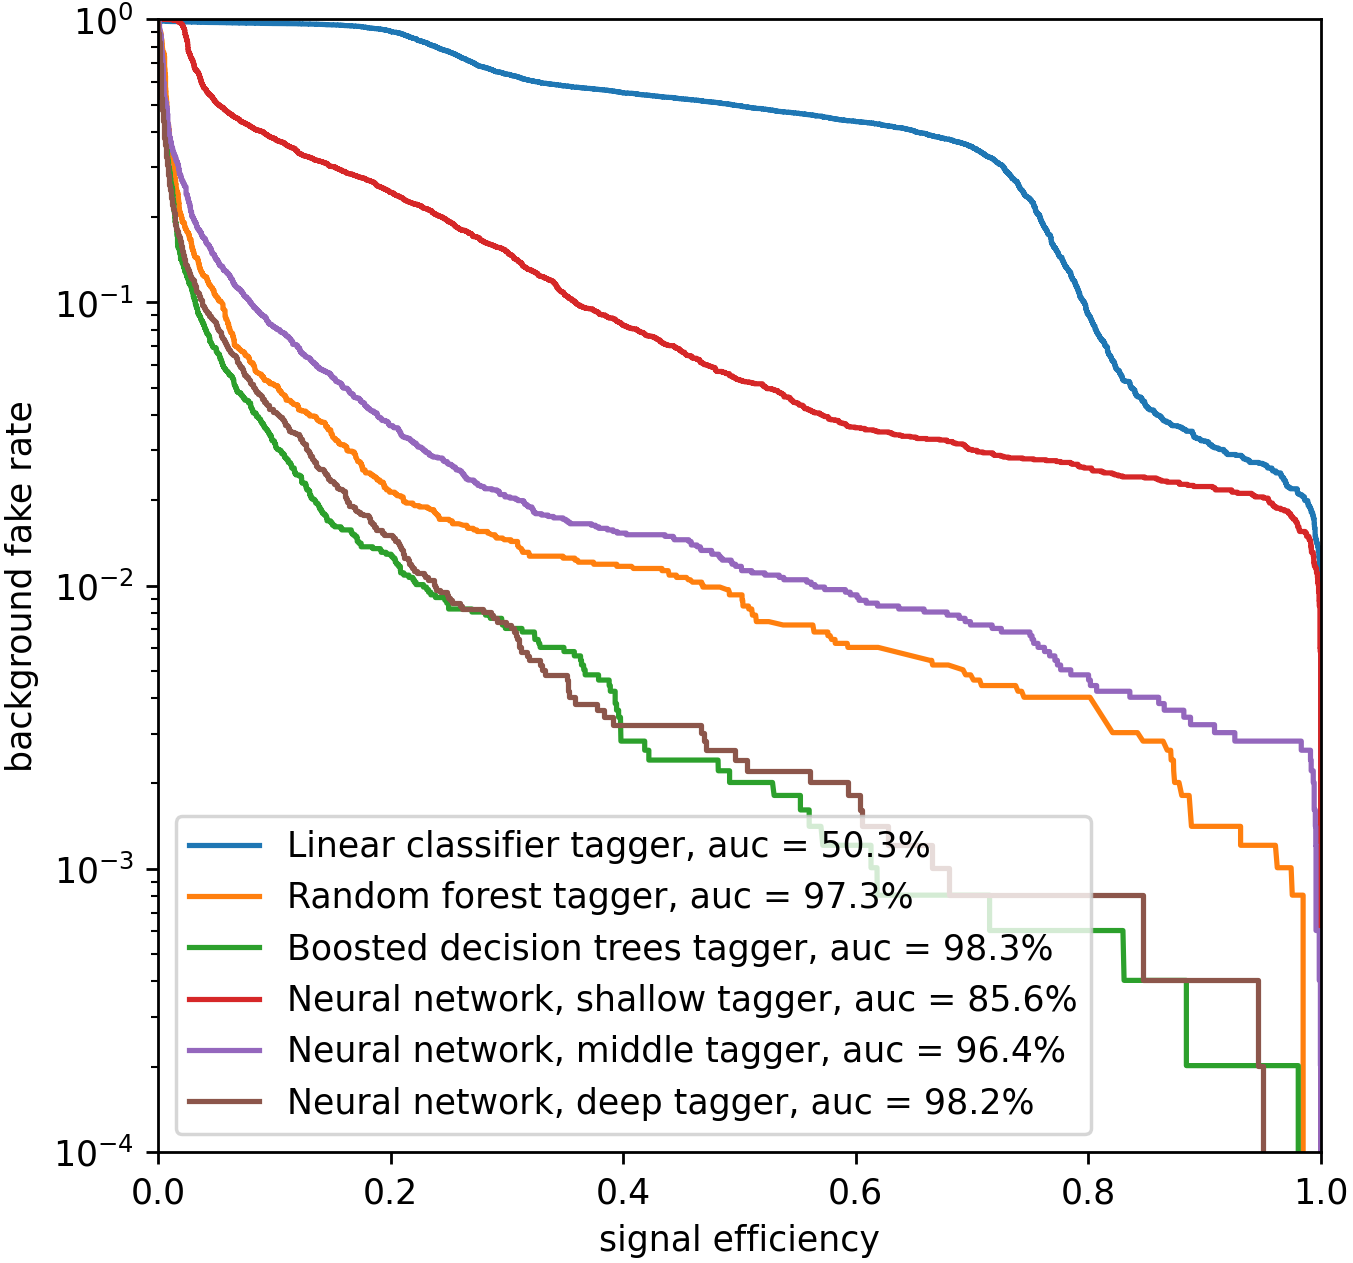 10⁰
10⁻¹
10⁻²
10⁻³
10⁻⁴
background fake rate
Linear classifier tagger, auc = 50.3%
Random forest tagger, auc = 97.3%
Boosted decision trees tagger, auc = 98.3%
Neural network, shallow tagger, auc = 85.6%
Neural network, middle tagger, auc = 96.4%
Neural network, deep tagger, auc = 98.2%
0.0 0.2 0.4 0.6 0.8 1.0
signal efficiency